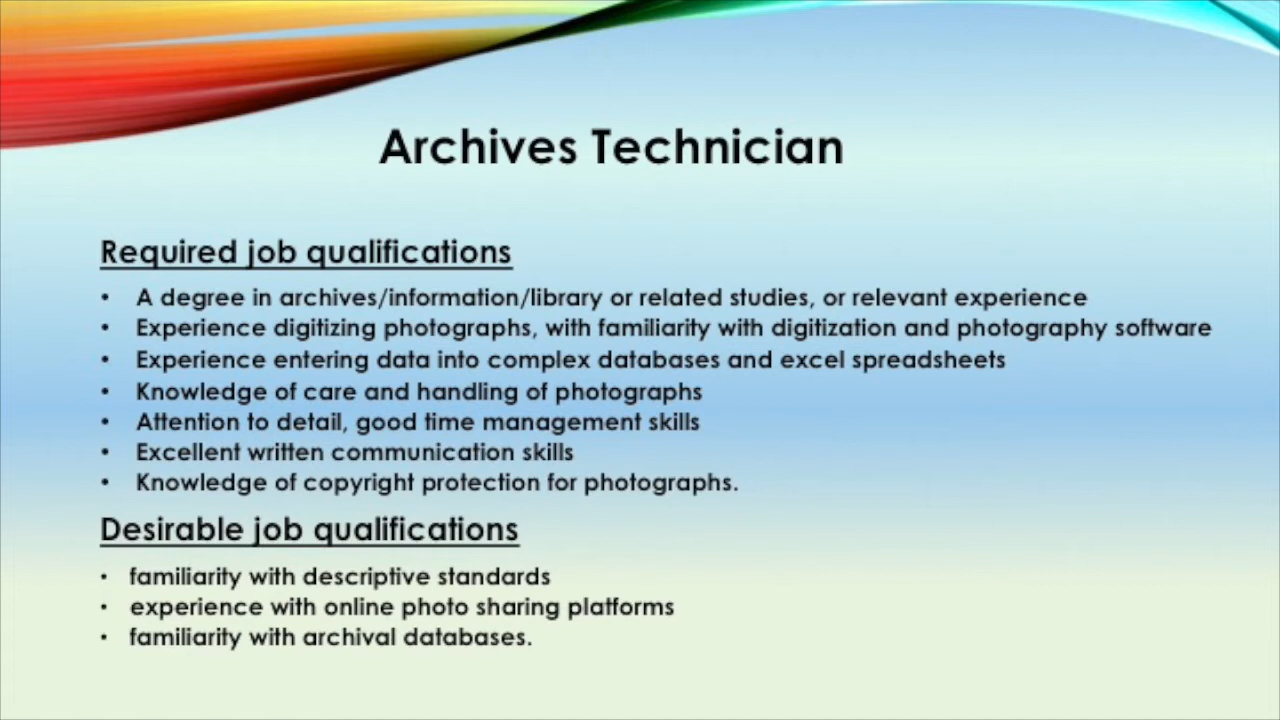 Archives Technician
Required job qualifications
• A degree in archives/information/library or related studies, or relevant experience
• Experience digitizing photographs, with familiarity with digitization and photography software
• Experience entering data into complex databases and excel spreadsheets
• Knowledge of care and handling of photographs
• Attention to detail, good time management skills
• Excellent written communication skills
• Knowledge of copyright protection for photographs.
Desirable job qualifications
• familiarity with descriptive standards
• experience with online photo sharing platforms
• familiarity with archival databases.